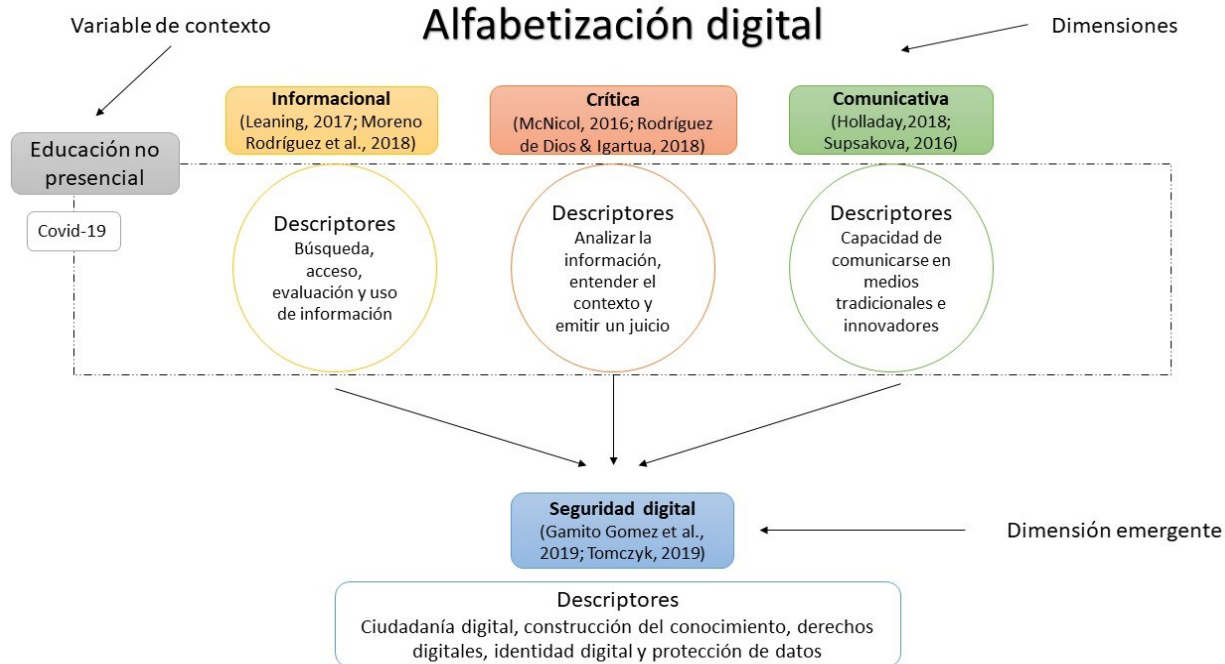 Alfabetización digital
Variable de contexto
Dimensiones
Informacional
(Leaning, 2017; Moreno
Rodríguez et al., 2018)
Crítica
(McNicol, 2016; Rodríguez
de Dios & Igartua, 2018)
Comunicativa
(Holladay,2018;
Supsakova, 2016)
Educación no
presencial
Covid-19
Descriptores
Búsqueda,
acceso,
evaluación y uso
de información
Descriptores
Analizar la
información,
entender el
contexto y
emitir un juicio
Descriptores
Capacidad de
comunicarse en
medios
tradicionales e
innovadores
Seguridad digital
(Gamito Gomez et al.,
2019; Tomczyk, 2019)
Dimensión emergente
Descriptores
Ciudadanía digital, construcción del conocimiento, derechos
digitales, identidad digital y protección de datos